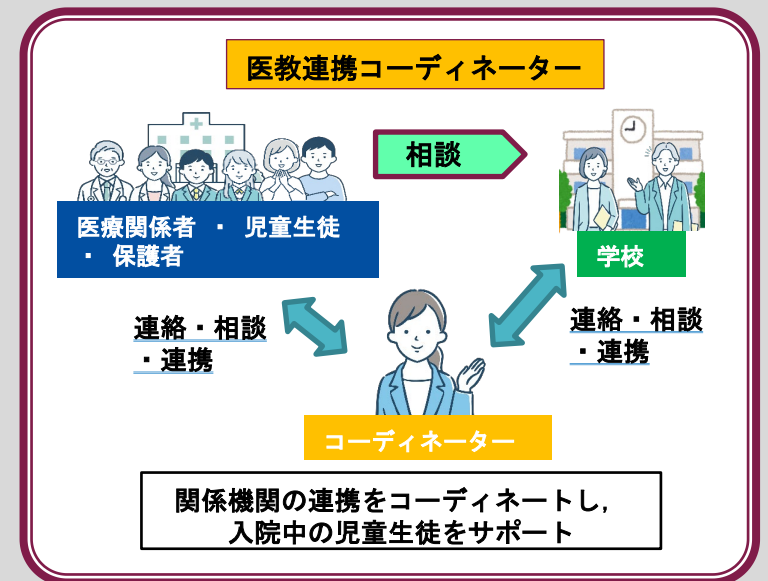 医教連携コーディネーター
相談
医療関係者 ・ 児童生徒
・ 保護者
学校
連絡・相談
・連携
連絡・相談
・連携
コーディネーター
関係機関の連携をコーディネートし,
入院中の児童生徒をサポート